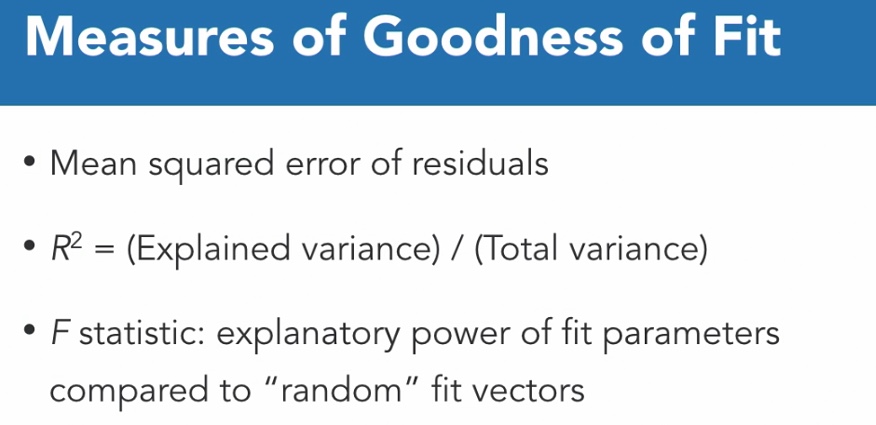 Measures of Goodness of Fit
• Mean squared error of residuals
• R² = (Explained variance) / (Total variance)
• F statistic: explanatory power of fit parameters
compared to “random” fit vectors